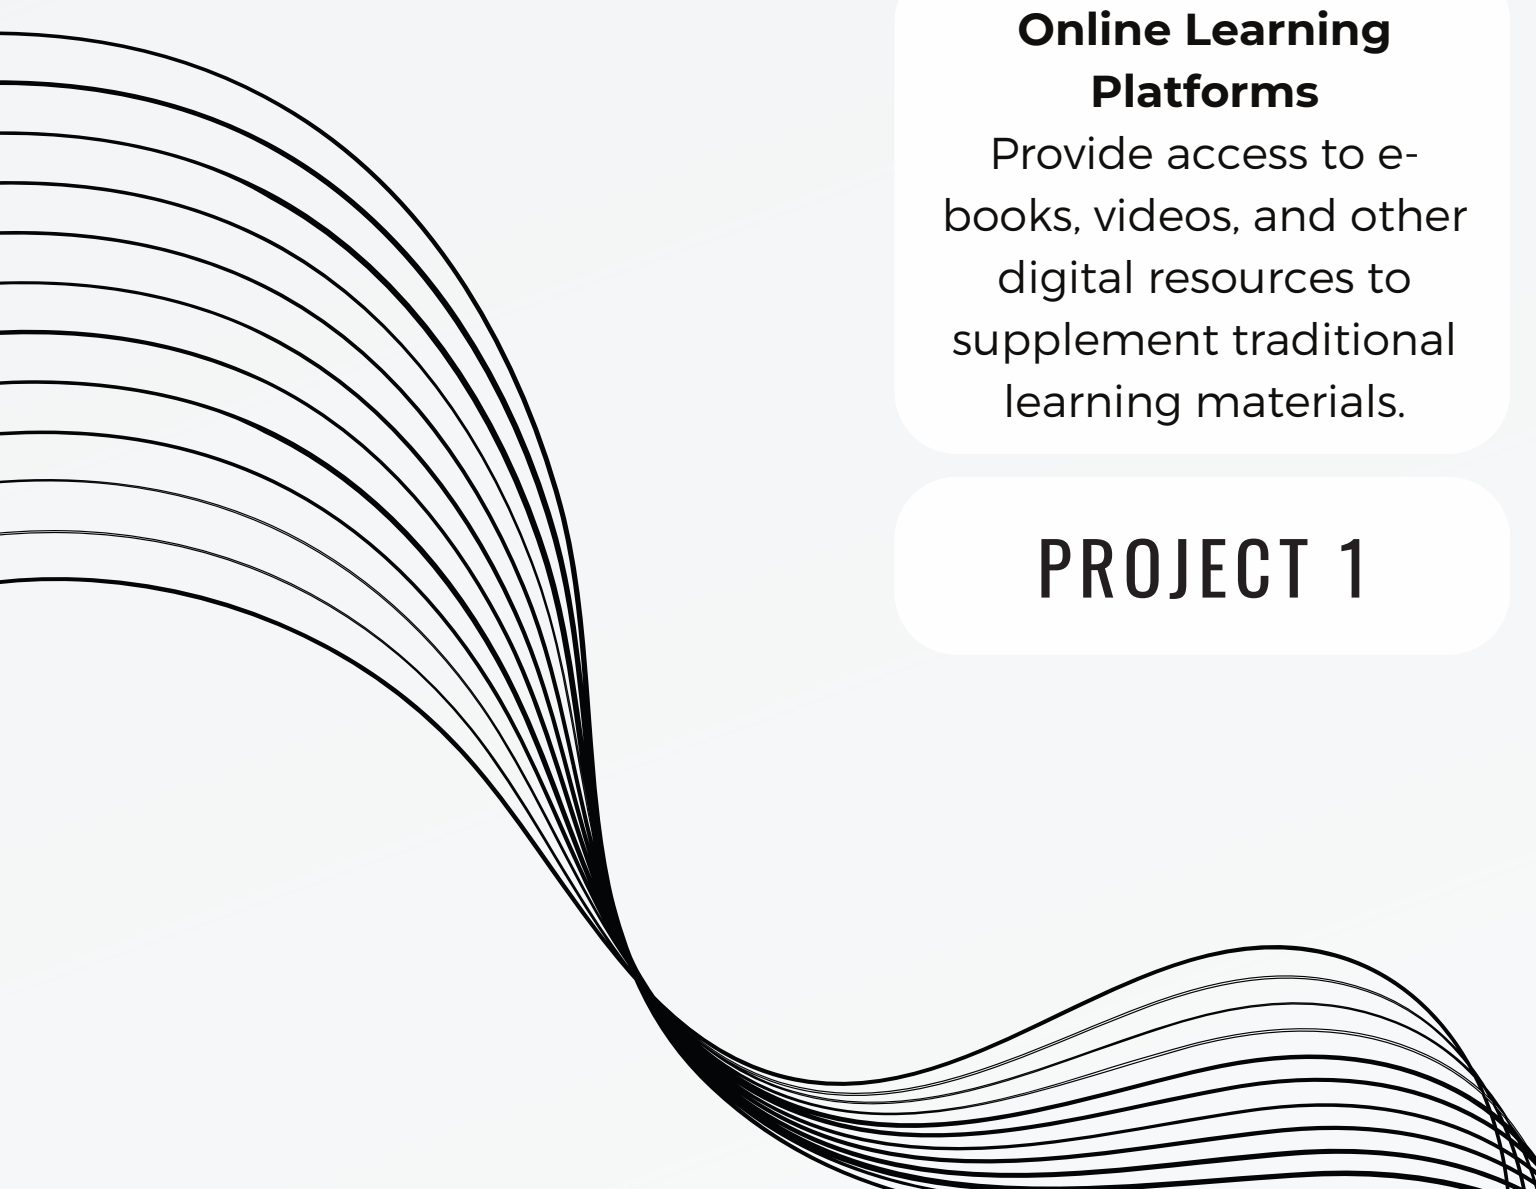 Online Learning
Platforms
Provide access to e-
books, videos, and other
digital resources to
supplement traditional
learning materials.
PROJECT 1